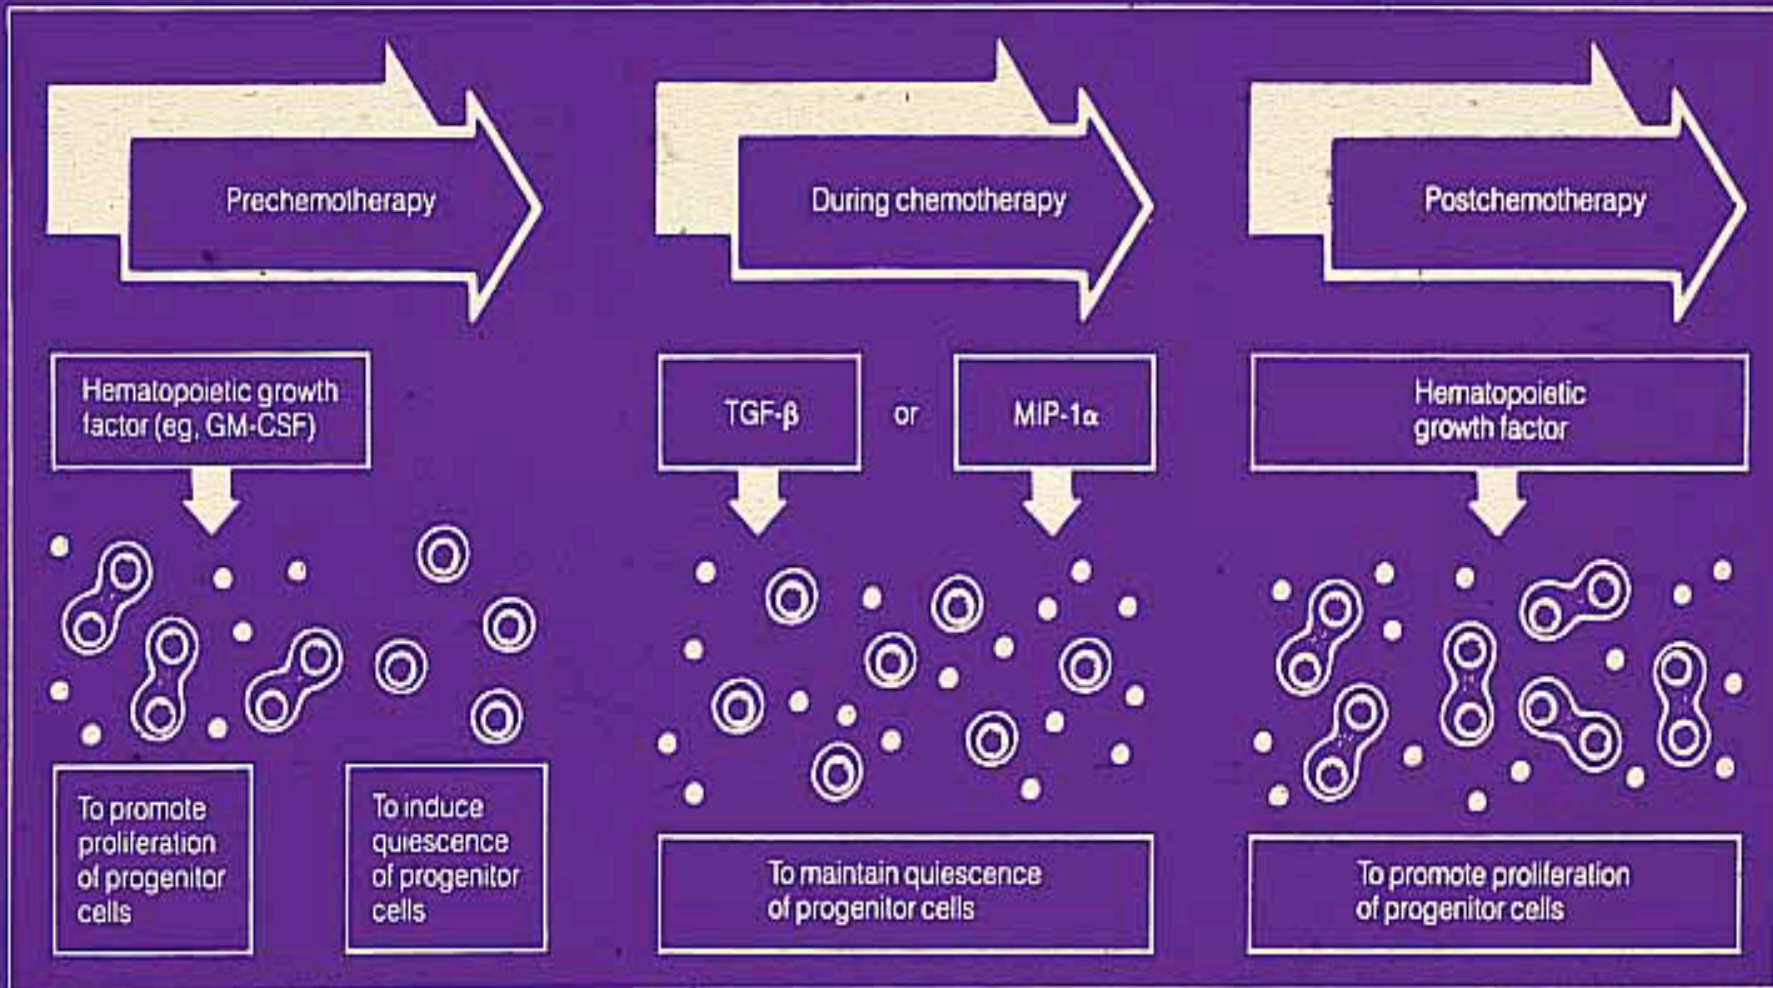 Prechemotherapy
During chemotherapy
Postchemotherapy
Hematopoietic growth
factor (eg, GM-CSF)
TGF-β
or
MIP-1α
Hematopoietic
growth factor
To promote
proliferation
of progenitor
cells
To induce
quiescence
of progenitor
cells
To maintain quiescence
of progenitor cells
To promote proliferation
of progenitor cells